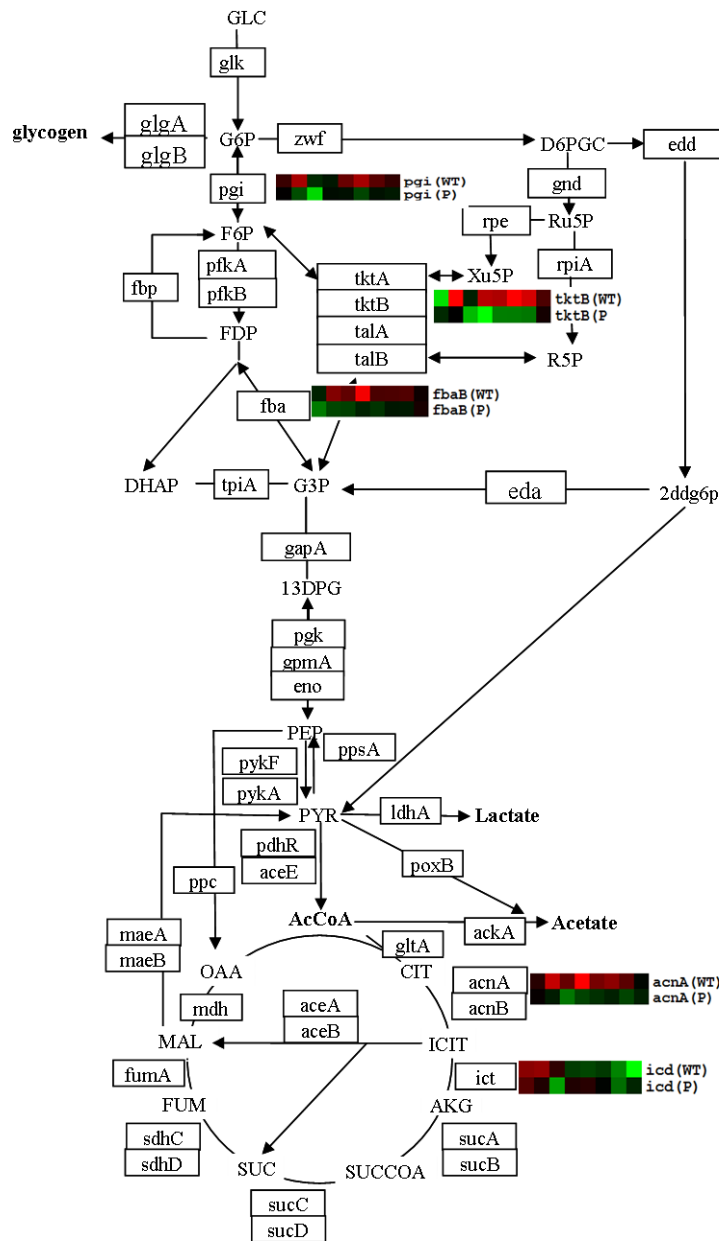 GLC
glk
glycogen
glgA
glgB
G6P
zwf
D6PGC
edd
pgi
pgi(WT)
pgi(P)
gnd
F6P
rpe
Ru5P
fbp
pfkA
pfkB
tktA
tktB
talA
talB
Xu5P
rpiA
tktB(WT)
tktB(P
FDP
R5P
fba
fbaB(WT)
fbaB(P)
DHAP
tpiA
G3P
eda
2ddg6p
gapA
13DPG
pgk
gpmA
eno
PEP
ppsA
pykF
pykA
PYR
ldhA
Lactate
pdhR
aceE
poxB
ppc
AcCoA
ackA
Acetate
maeA
maeB
gltA
OAA
CIT
acnA
acnB
acnA(WT)
acnA(P)
mdh
aceA
aceB
MAL
ICIT
fumA
ict
icd(WT)
icd(P)
FUM
AKG
sdhC
sdhD
sucA
sucB
SUC
SUCCOA
sucC
sucD